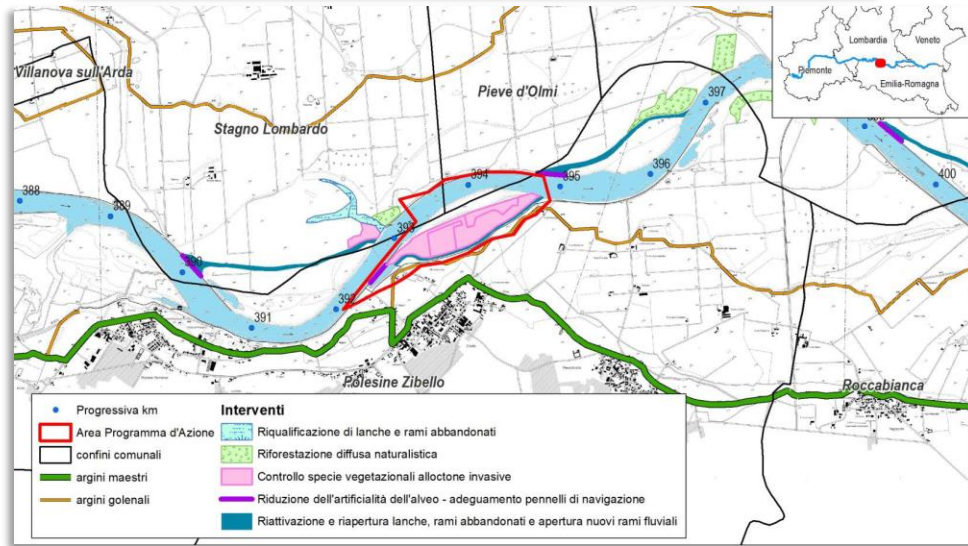 Lombardia
Veneto
Piemonte
Emilia-Romagna
Villanova sull'Arda
Stagno Lombardo
Pieve d'Olmi
397
396
395
394
393
392
391
390
389
388
400
Polesine Zibello
Roccabianca
Progressiva km
Area Programma d'Azione
confini comunali
argini maestri
argini golenali
Interventi
Riqualificazione di lanche e rami abbandonati
Riforestazione diffusa naturalistica
Controllo specie vegetazionali alloctone invasive
Riduzione dell'artificialità dell'alveo - adeguamento pennelli di navigazione
Riattivazione e riapertura lanche, rami abbandonati e apertura nuovi rami fluviali